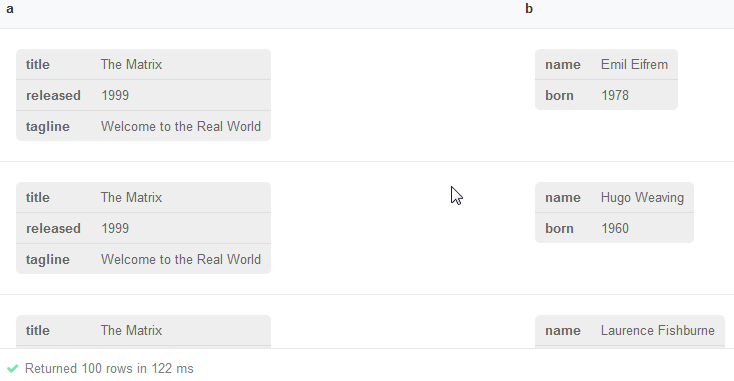 a b
title The Matrix name Emil Eifrem
released 1999 born 1978
tagline Welcome to the Real World
title The Matrix name Hugo Weaving
released 1999 born 1960
tagline Welcome to the Real World
title The Matrix name Laurence Fishburne
Returned 100 rows in 122 ms